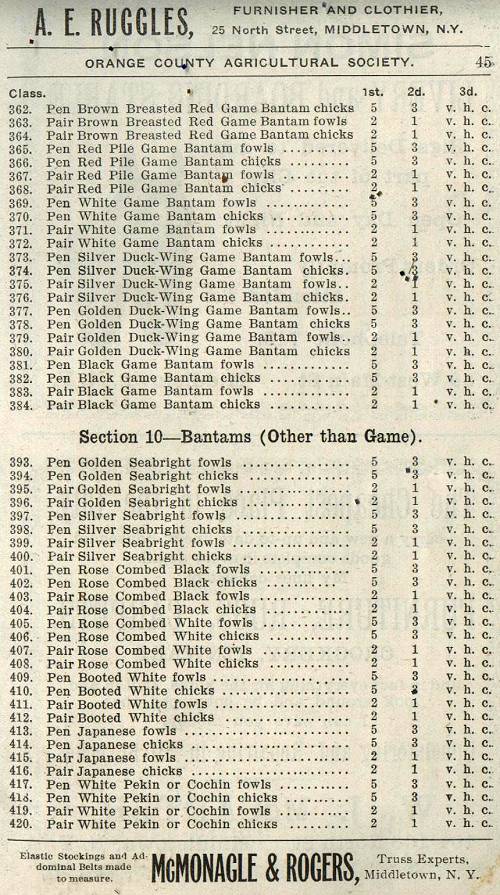 A. E. RUGGLES, FURNISHER AND CLOTHIER,
25 North Street, MIDDLETOWN, N.Y.
ORANGE COUNTY AGRICULTURAL SOCIETY. 45
Class. 1st. 2d. 3d.
362. Pen Brown Breasted Red Game Bantam chicks 5 3 v. h. c.
363. Pair Brown Breasted Red Game Bantam fowls 2 1 v. h. c.
364. Pair Brown Breasted Red Game Bantam chicks 2 1 v. h. c.
365. Pen Red Pile Game Bantam fowls .......... 5 3 v. h. c.
366. Pen Red Pile Game Bantam chicks .......... 5 3 v. h. c.
367. Pair Red Pile Game Bantam fowls .......... 2 1 v. h. c.
368. Pair Red Pile Game Bantam chicks .......... 2 1 v. h. c.
369. Pen White Game Bantam fowls ............. 5 3 v. h. c.
370. Pen White Game Bantam chicks ............ 5 3 v. h. c.
371. Pair White Game Bantam fowls ............. 2 1 v. h. c.
372. Pair White Game Bantam chicks ............ 2 1 v. h. c.
373. Pen Silver Duck-Wing Game Bantam fowls... 5 3 v. h. c.
374. Pen Silver Duck-Wing Game Bantam chicks. 5 3 v. h. c.
375. Pair Silver Duck-Wing Game Bantam fowls.. 2 1 v. h. c.
376. Pair Silver Duck-Wing Game Bantam chicks. 2 1 v. h. c.
377. Pen Golden Duck-Wing Game Bantam fowls.. 5 3 v. h. c.
378. Pen Golden Duck-Wing Game Bantam chicks 5 3 v. h. c.
379. Pair Golden Duck-Wing Game Bantam fowls.. 2 1 v. h. c.
380. Pair Golden Duck-Wing Game Bantam chicks 2 1 v. h. c.
381. Pen Black Game Bantam fowls ............. 5 3 v. h. c.
382. Pen Black Game Bantam chicks ............ 5 3 v. h. c.
383. Pair Black Game Bantam fowls ............. 2 1 v. h. c.
384. Pair Black Game Bantam chicks ............ 2 1 v. h. c.
Section 10—Bantams (Other than Game).
393. Pen Golden Seabright fowls ................ 5 3 v. h. c.
394. Pen Golden Seabright chicks ............... 5 3 v. h. c.
395. Pair Golden Seabright fowls ................ 2 1 v. h. c.
396. Pair Golden Seabright chicks ............... 2 1 v. h. c.
397. Pen Silver Seabright fowls ................. 5 3 v. h. c.
398. Pen Silver Seabright chicks ................ 5 3 v. h. c.
399. Pair Silver Seabright fowls ................. 2 1 v. h. c.
400. Pair Silver Seabright chicks ................ 2 1 v. h. c.
401. Pen Rose Combed Black fowls .............. 5 3 v. h. c.
402. Pen Rose Combed Black chicks ............. 5 3 v. h. c.
403. Pair Rose Combed Black fowls .............. 2 1 v. h. c.
404. Pair Rose Combed Black chicks ............. 2 1 v. h. c.
405. Pen Rose Combed White fowls .............. 5 3 v. h. c.
406. Pen Rose Combed White chicks ............. 5 3 v. h. c.
407. Pair Rose Combed White fowls .............. 2 1 v. h. c.
408. Pair Rose Combed White chicks ............. 2 1 v. h. c.
409. Pen Booted White fowls .................... 5 3 v. h. c.
410. Pen Booted White chicks ................... 5 3 v. h. c.
411. Pair Booted White fowls .................... 2 1 v. h. c.
412. Pair Booted White chicks ................... 2 1 v. h. c.
413. Pen Japanese fowls ........................ 5 3 v. h. c.
414. Pen Japanese chicks ....................... 5 3 v. h. c.
415. Pair Japanese fowls ........................ 2 1 v. h. c.
416. Pair Japanese chicks ....................... 2 1 v. h. c.
417. Pen White Pekin or Cochin fowls ........... 5 3 v. h. c.
418. Pen White Pekin or Cochin chicks .......... 5 3 v. h. c.
419. Pair White Pekin or Cochin fowls ........... 2 1 v. h. c.
420. Pair White Pekin or Cochin chicks .......... 2 1 v. h. c.
Elastic Stockings and Ab-
dominal Belts made
to measure.
McMONAGLE & ROGERS,
Truss Experts,
Middletown, N. Y.